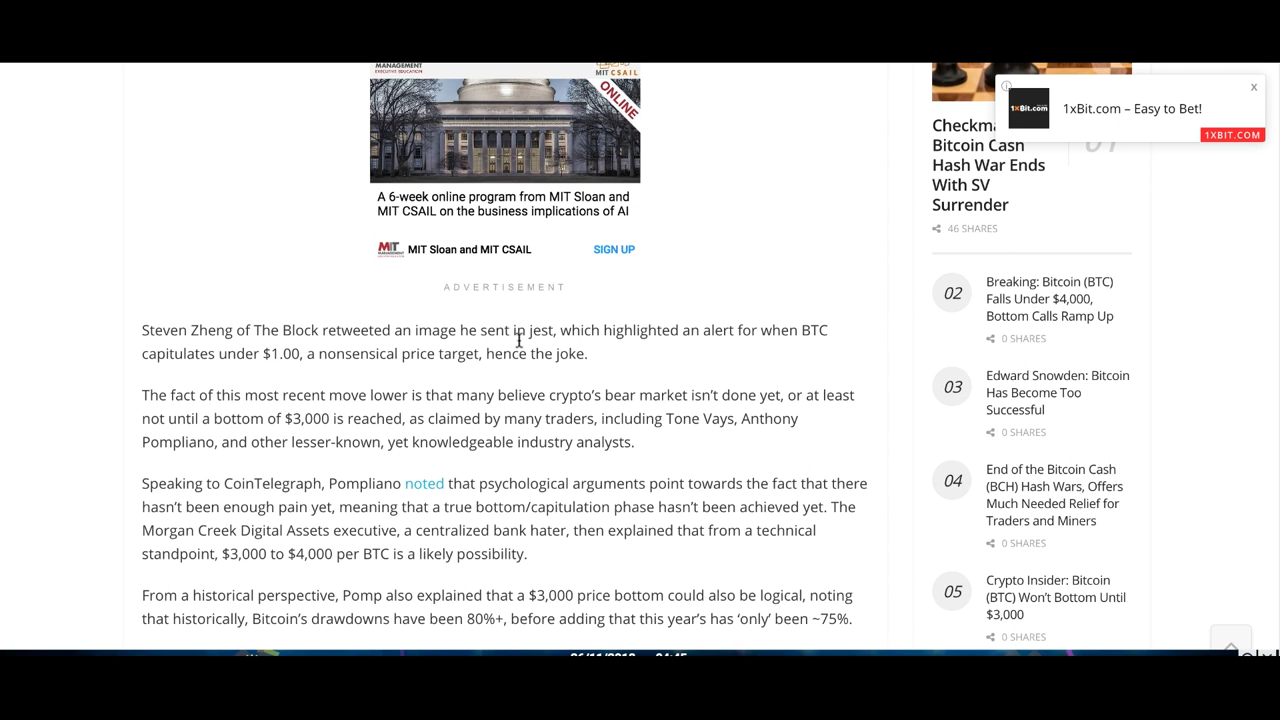 MANAGEMENT
EXECUTIVE EDUCATION
MIT CSAIL
ONLINE
A 6-week online program from MIT Sloan and
MIT CSAIL on the business implications of AI
MIT
MIT Sloan and MIT CSAIL
SIGN UP
ADVERTISEMENT
Steven Zheng of The Block retweeted an image he sent in jest, which highlighted an alert for when BTC
capitulates under $1.00, a nonsensical price target, hence the joke.
The fact of this most recent move lower is that many believe crypto’s bear market isn’t done yet, or at least
not until a bottom of $3,000 is reached, as claimed by many traders, including Tone Vays, Anthony
Pompliano, and other lesser-known, yet knowledgeable industry analysts.
Speaking to CoinTelegraph, Pompliano noted that psychological arguments point towards the fact that there
hasn’t been enough pain yet, meaning that a true bottom/capitulation phase hasn’t been achieved yet. The
Morgan Creek Digital Assets executive, a centralized bank hater, then explained that from a technical
standpoint, $3,000 to $4,000 per BTC is a likely possibility.
From a historical perspective, Pomp also explained that a $3,000 price bottom could also be logical, noting
that historically, Bitcoin’s drawdowns have been 80%+, before adding that this year’s has ‘only’ been ~75%.
1xBit.com
1xBit.com – Easy to Bet!
x
1XBIT.COM
01
Bitcoin Cash
Hash War Ends
With SV
Surrender
46 SHARES
02
Breaking: Bitcoin (BTC)
Falls Under $4,000,
Bottom Calls Ramp Up
0 SHARES
03
Edward Snowden: Bitcoin
Has Become Too
Successful
0 SHARES
04
End of the Bitcoin Cash
(BCH) Hash Wars, Offers
Much Needed Relief for
Traders and Miners
0 SHARES
05
Crypto Insider: Bitcoin
(BTC) Won’t Bottom Until
$3,000
0 SHARES